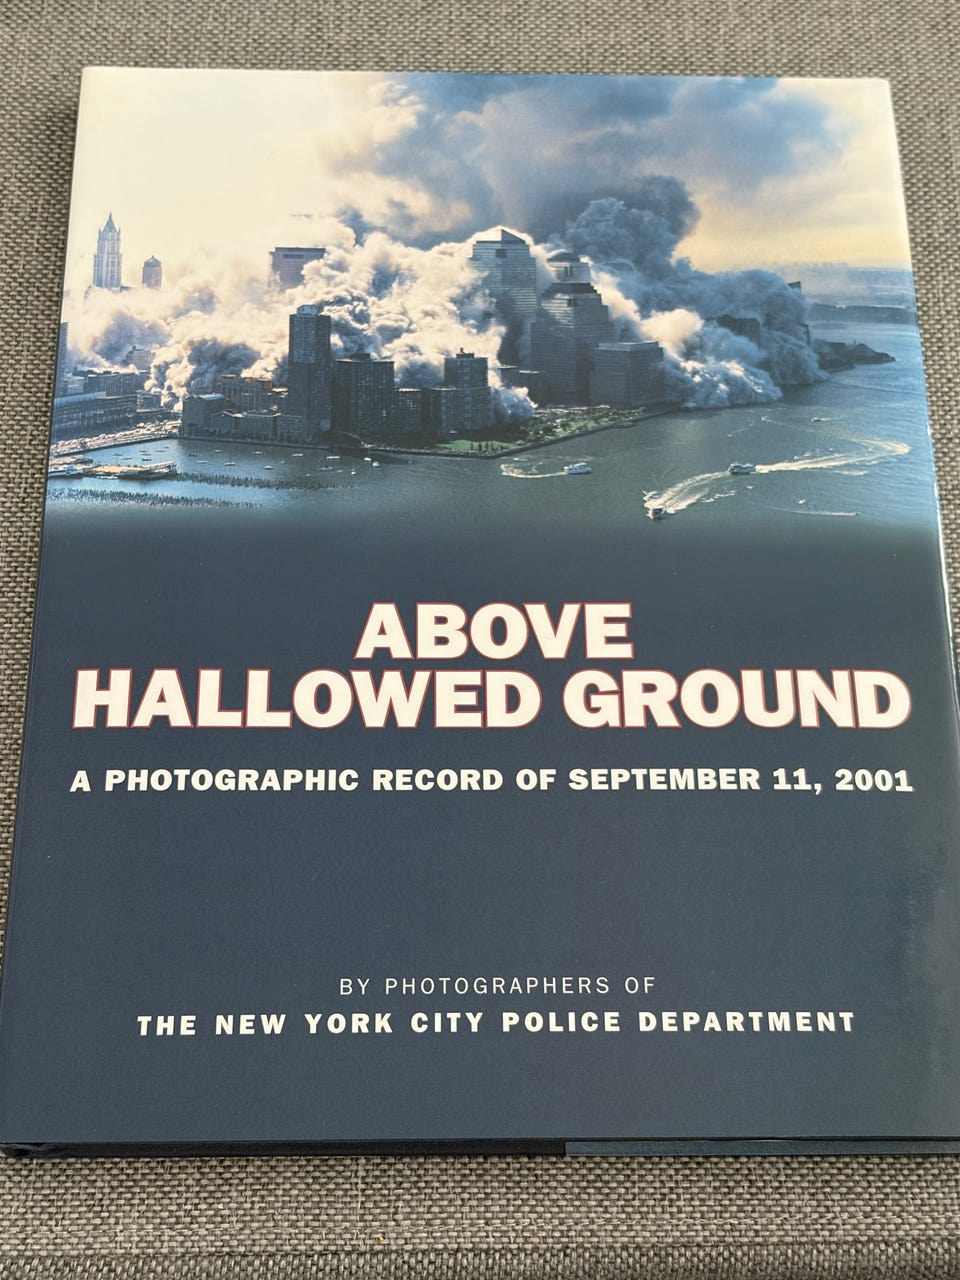 ABOVE
HALLOWED GROUND
A PHOTOGRAPHIC RECORD OF SEPTEMBER 11, 2001
BY PHOTOGRAPHERS OF
THE NEW YORK CITY POLICE DEPARTMENT